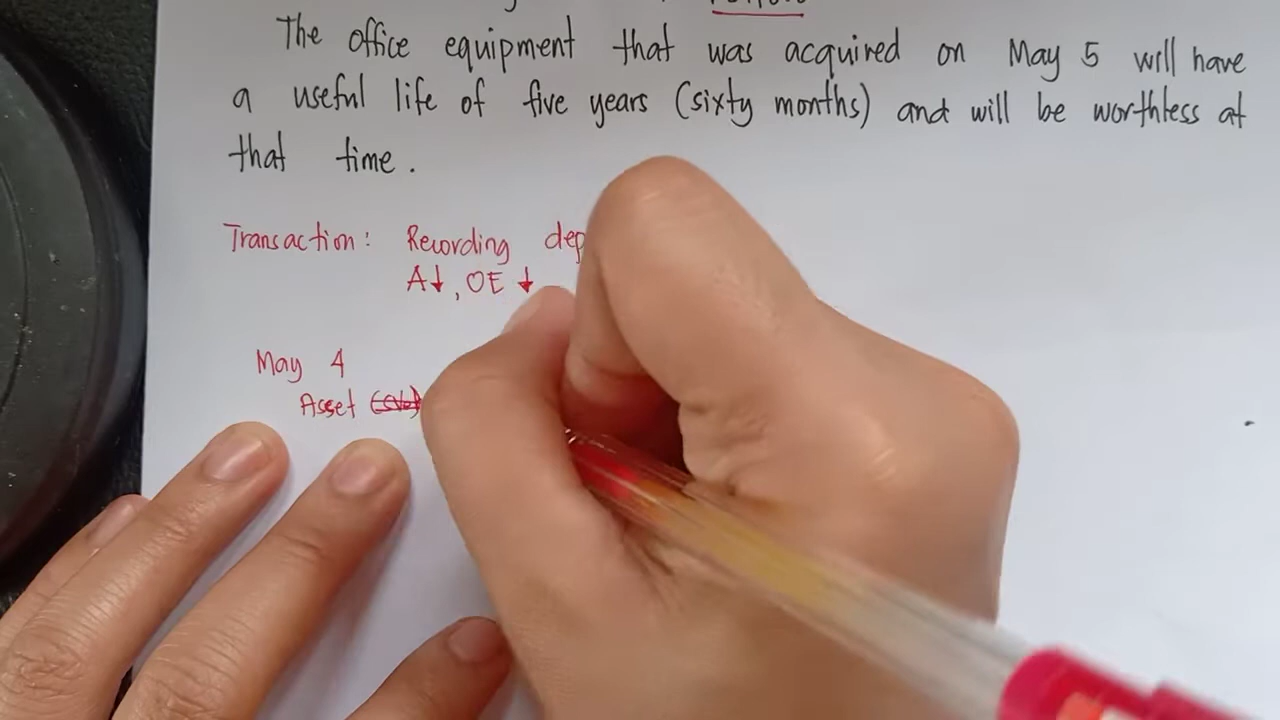 The office equipment that was acquired on May 5 will have
a useful life of five years (sixty months) and will be worthless at
that time.
Transaction: Recording dep
A↓, OE ↓
May 4
Asset